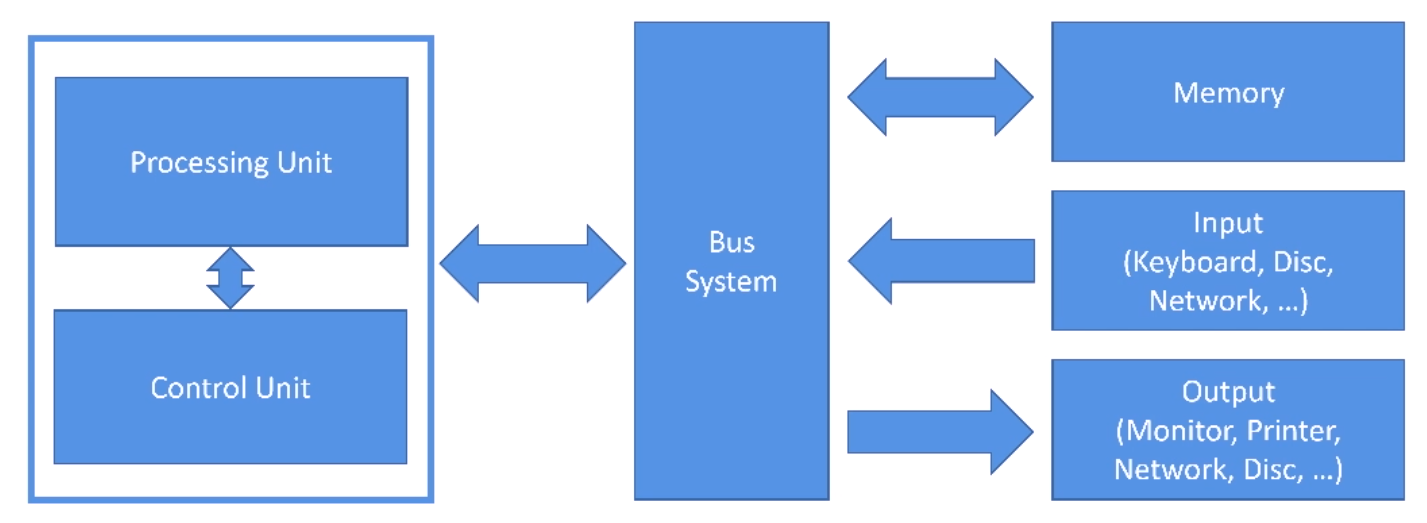 Processing Unit
Control Unit
Bus
System
Memory
Input
(Keyboard, Disc,
Network, ...)
Output
(Monitor, Printer,
Network, Disc, ...)